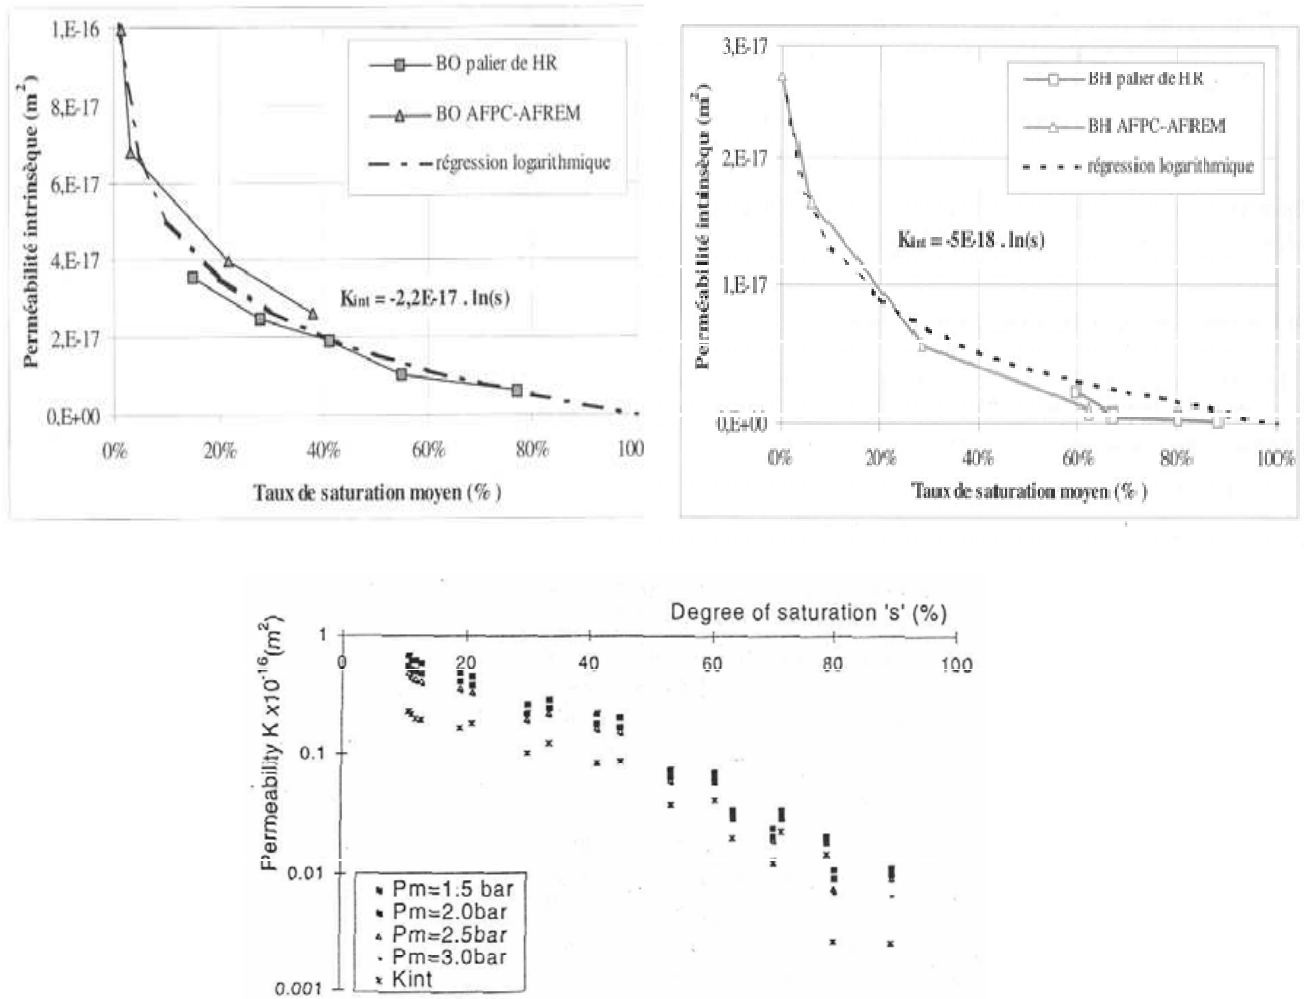 1,E-16
8,E-17
6,E-17
4,E-17
2,E-17
0,E+00
Perméabilité intrinsèque (m²)
BO palier de HR
BO AFPC-AFREM
régression logarithmique
Kint = -2,2E-17 . ln(s)
0% 20% 40% 60% 80% 100
Taux de saturation moyen (% )
3,E-17
2,E-17
1,E-17
0,E+00
Perméabilité intrinsèqu (m²)
BH palier de HR
BH AFPC-AFREM
régression logarithmique
Kint = -5E-18 . ln(s)
0% 20% 40% 60% 80% 100%
Taux de saturation moyen (% )
Degree of saturation 's' (%)
0 20 40 60 80 100
1
0.1
0.01
0.001
Permeability K x10⁻¹⁶(m²)
Pm=1.5 bar
Pm=2.0bar
Pm=2.5bar
Pm=3.0bar
Kint